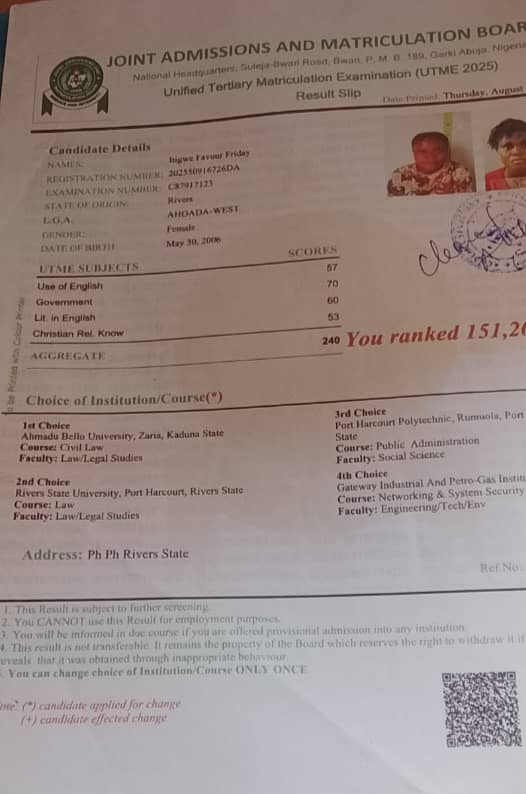 JOINT ADMISSIONS AND MATRICULATION BOAR
National Headquarters, Suleja-Bwari Road, Bwari, P. M. B. 189, Garki Abuja, Nigeria
Unified Tertiary Matriculation Examination (UTME 2025)
Result Slip
Date Printed: Thursday, August
Candidate Details
NAMES: Itigwe Favour Friday
REGISTRATION NUMBER: 202550916726DA
EXAMINATION NUMBER: C87917123
STATE OF ORIGIN: Rivers
L.G.A. AHOADA-WEST
GENDER: Female
DATE OF BIRTH May 30, 2006
UTME SUBJECTS SCORES
Use of English 57
Government 70
Lit. in English 60
Christian Rel. Know 53
AGGREGATE 240 You ranked 151,20
be Printed with Colour Printer
Choice of Institution/Course(*)
1st Choice
Ahmadu Bello University, Zaria, Kaduna State
Course: Civil Law
Faculty: Law/Legal Studies
2nd Choice
Rivers State University, Port Harcourt, Rivers State
Course: Law
Faculty: Law/Legal Studies
3rd Choice
Port Harcourt Polytechnic, Rumuola, Port
State
Course: Public Administration
Faculty: Social Science
4th Choice
Gateway Industrial And Petro-Gas Institu
Course: Networking & System Security
Faculty: Engineering/Tech/Env
Address: Ph Ph Rivers State
Ref No:
1. This Result is subject to further screening.
2. You CANNOT use this Result for employment purposes.
3. You will be informed in due course if you are offered provisional admission into any institution.
4. This result is not transferable. It remains the property of the Board which reserves the right to withdraw it if
eveals that it was obtained through inappropriate behaviour.
. You can change choice of Institution/Course ONLY ONCE
ote: (*) candidate applied for change
(+) candidate effected change